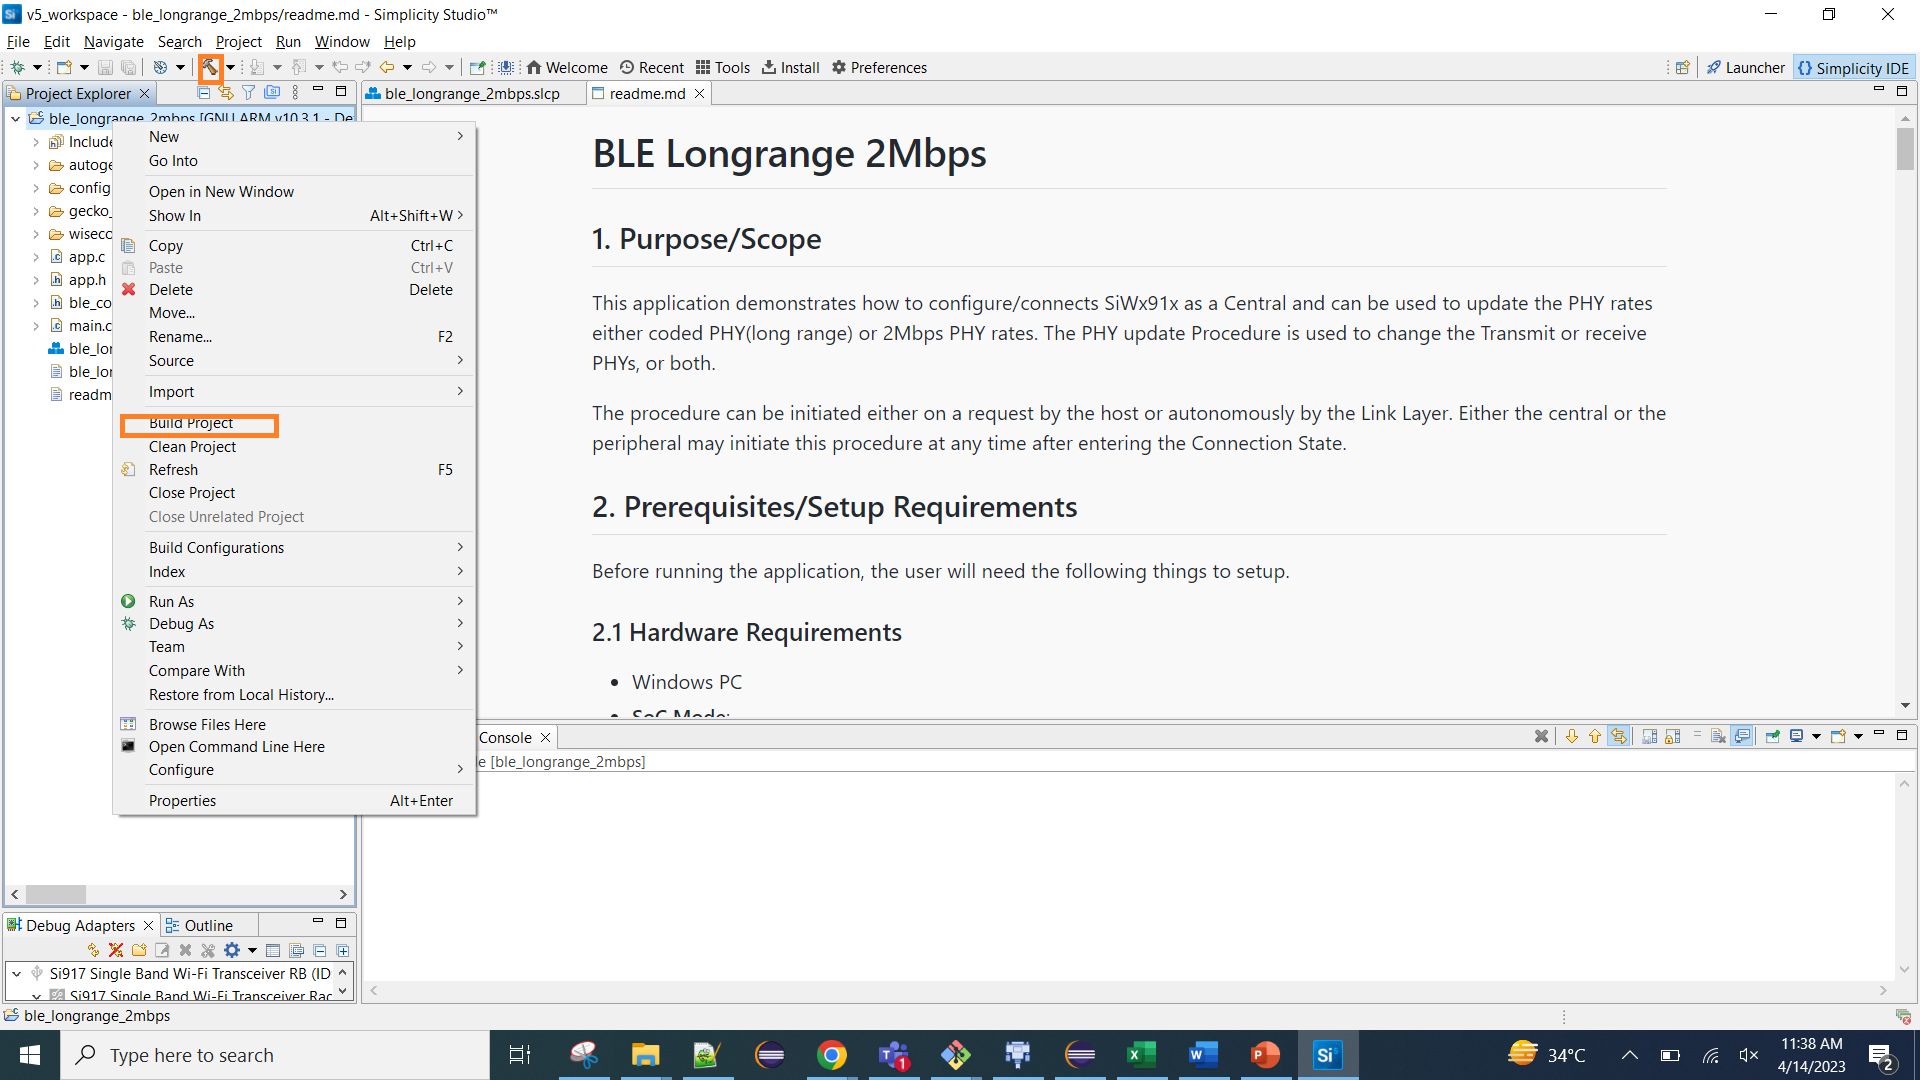 v5_workspace - ble_longrange_2mbps/readme.md - Simplicity Studio™
File Edit Navigate Search Project Run Window Help
Welcome Recent Tools Install Preferences Launcher {} Simplicity IDE
Project Explorer
ble_longrange_2mbps.slcp
readme.md
ble_longrange_2mbps [GNU ARM v10.3.1 - De
Include
autoge
config
gecko_
wisecc
app.c
app.h
ble_co
main.c
ble_lor
ble_lor
readm
New
Go Into
Open in New Window
Show In Alt+Shift+W
Copy Ctrl+C
Paste Ctrl+V
Delete Delete
Move...
Rename... F2
Source
Import
Build Project
Clean Project
Refresh F5
Close Project
Close Unrelated Project
Build Configurations
Index
Run As
Debug As
Team
Compare With
Restore from Local History...
Browse Files Here
Open Command Line Here
Configure
Properties Alt+Enter
BLE Longrange 2Mbps
1. Purpose/Scope
This application demonstrates how to configure/connects SiWx91x as a Central and can be used to update the PHY rates
either coded PHY(long range) or 2Mbps PHY rates. The PHY update Procedure is used to change the Transmit or receive
PHYs, or both.
The procedure can be initiated either on a request by the host or autonomously by the Link Layer. Either the central or the
peripheral may initiate this procedure at any time after entering the Connection State.
2. Prerequisites/Setup Requirements
Before running the application, the user will need the following things to setup.
2.1 Hardware Requirements
• Windows PC
• SoC Mode:
Console
e [ble_longrange_2mbps]
Debug Adapters
Outline
Si917 Single Band Wi-Fi Transceiver RB (ID
Si917 Single Band Wi-Fi Transceiver Rac
ble_longrange_2mbps
Type here to search
34°C
11:38 AM
4/14/2023
2